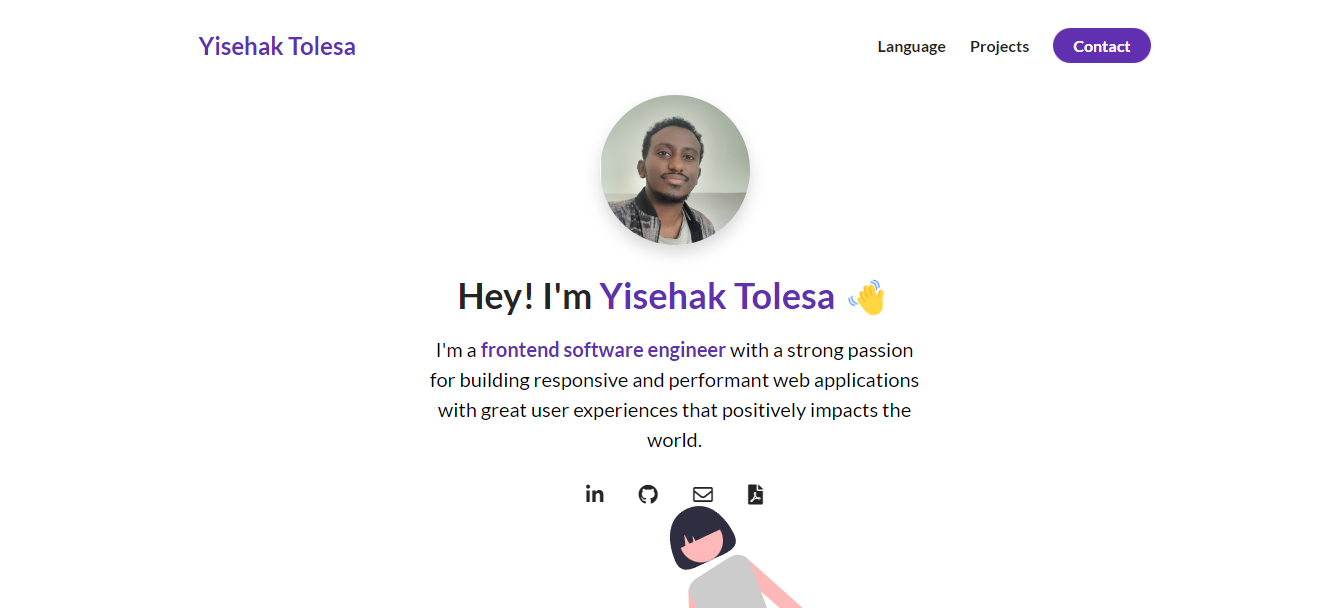 Yisehak Tolesa
Language Projects Contact
Hey! I'm Yisehak Tolesa 👋
I'm a frontend software engineer with a strong passion
for building responsive and performant web applications
with great user experiences that positively impacts the
world.
in